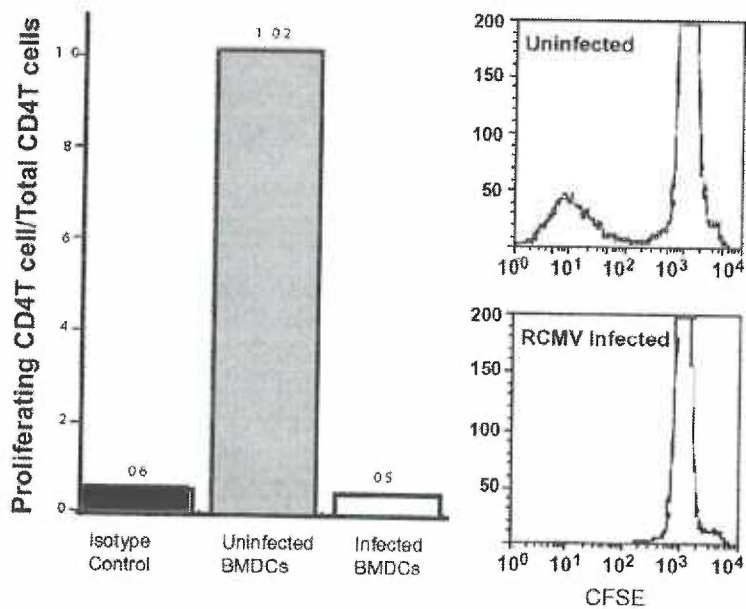 Proliferating CD4T cell/Total CD4T cells
1 0
8
6
4
2
0
1 02
06
05
Isotype
Control
Uninfected
BMDCs
Infected
BMDCs
Uninfected
200
150
100
50
10⁰ 10¹ 10² 10³ 10⁴
RCMV Infected
200
150
100
50
10⁰ 10¹ 10² 10³ 10⁴
CFSE